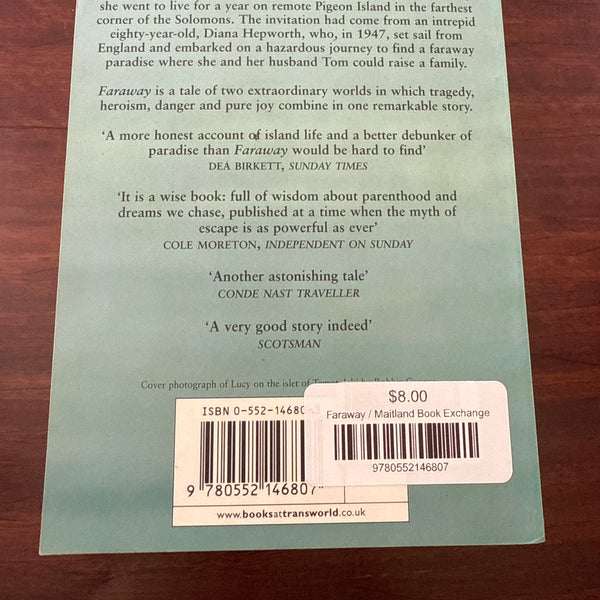 she went to live for a year on remote Pigeon Island in the farthest
corner of the Solomons. The invitation had come from an intrepid
eighty-year-old, Diana Hepworth, who, in 1947, set sail from
England and embarked on a hazardous journey to find a faraway
paradise where she and her husband Tom could raise a family.
Faraway is a tale of two extraordinary worlds in which tragedy,
heroism, danger and pure joy combine in one remarkable story.
‘A more honest account of island life and a better debunker of
paradise than Faraway would be hard to find’
DEA BIRKETT, SUNDAY TIMES
‘It is a wise book: full of wisdom about parenthood and
dreams we chase, published at a time when the myth of
escape is as powerful as ever’
COLE MORETON, INDEPENDENT ON SUNDAY
‘Another astonishing tale’
CONDE NAST TRAVELLER
‘A very good story indeed’
SCOTSMAN
Cover photograph of Lucy on the islet of
$8.00
Faraway / Maitland Book Exchange
9780552146807
ISBN 0-552-14680-3
9 780552 146807
www.booksattransworld.co.uk